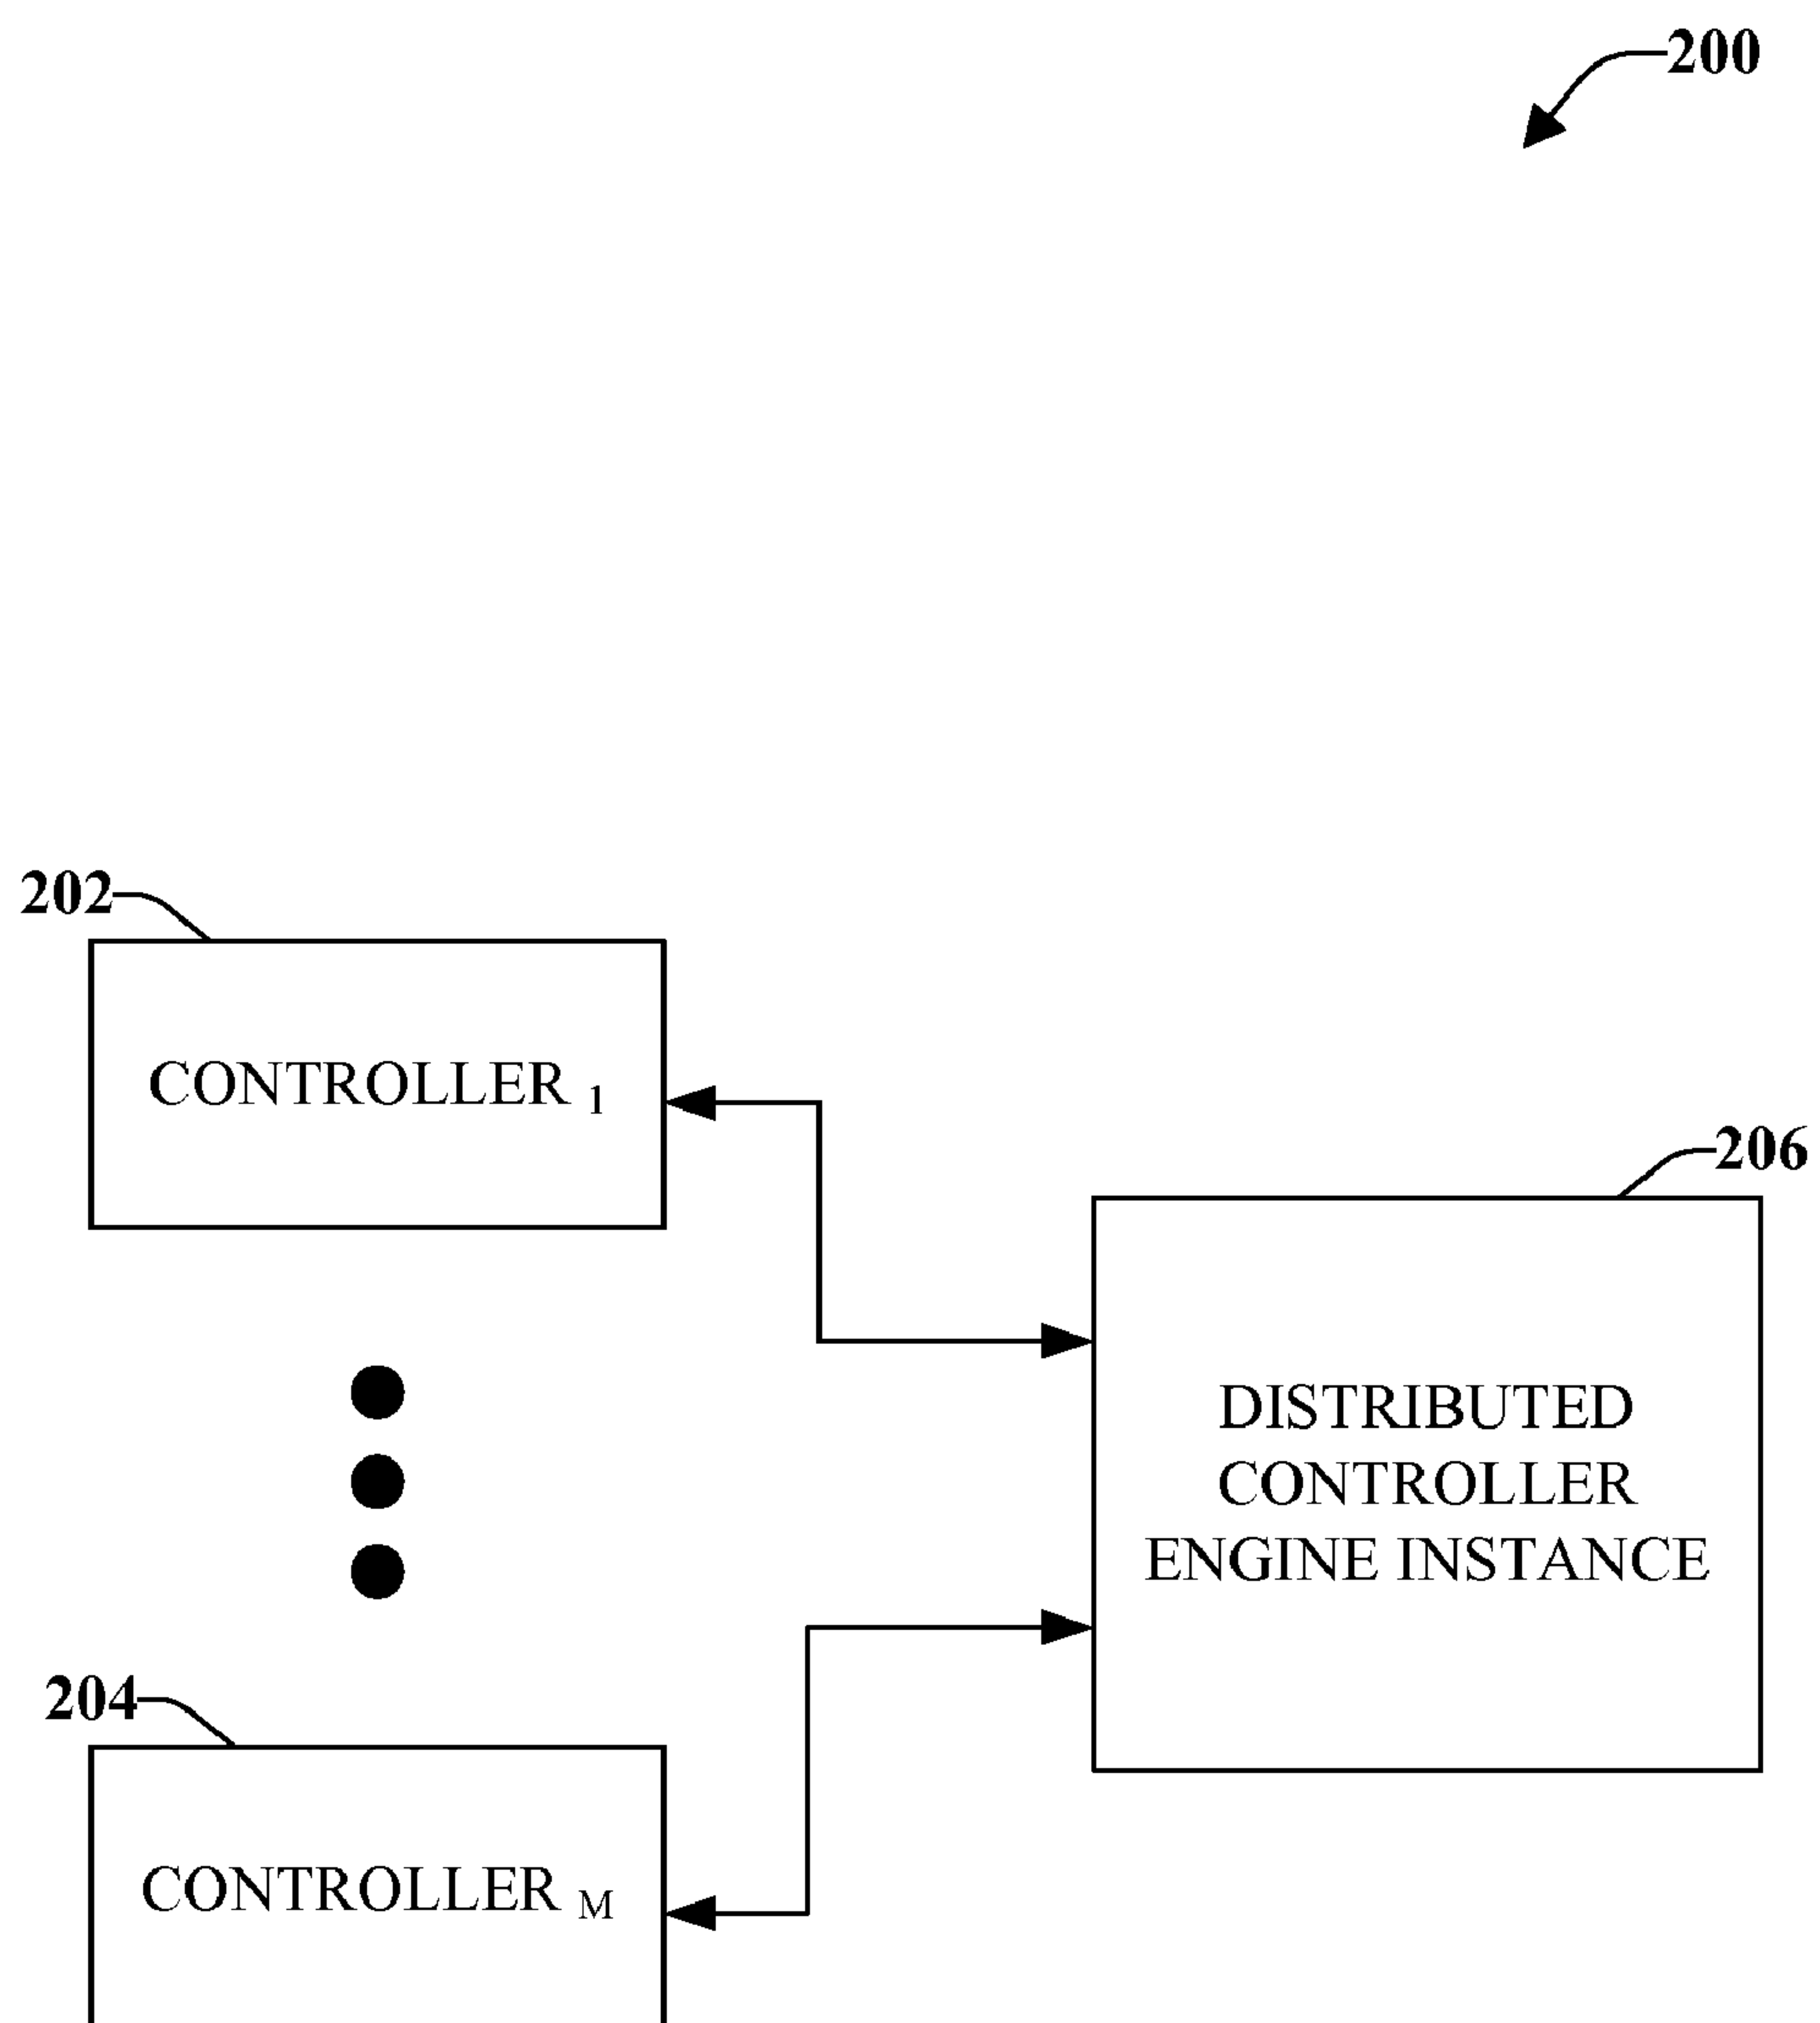 200
202
CONTROLLER 1
206
DISTRIBUTED
CONTROLLER
ENGINE INSTANCE
204
CONTROLLER M